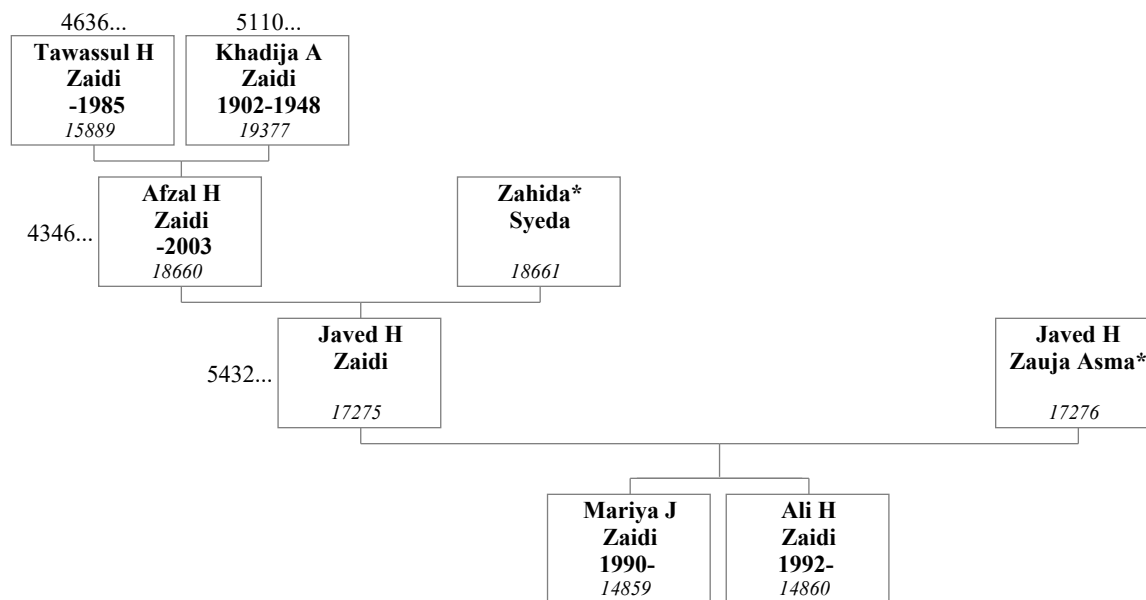 4636...
5110...
Tawassul H
Zaidi
-1985
15889
Khadija A
Zaidi
1902-1948
19377
4346...
Afzal H
Zaidi
-2003
18660
Zahida*
Syeda
18661
5432...
Javed H
Zaidi
17275
Javed H
Zauja Asma*
17276
Mariya J
Zaidi
1990-
14859
Ali H
Zaidi
1992-
14860